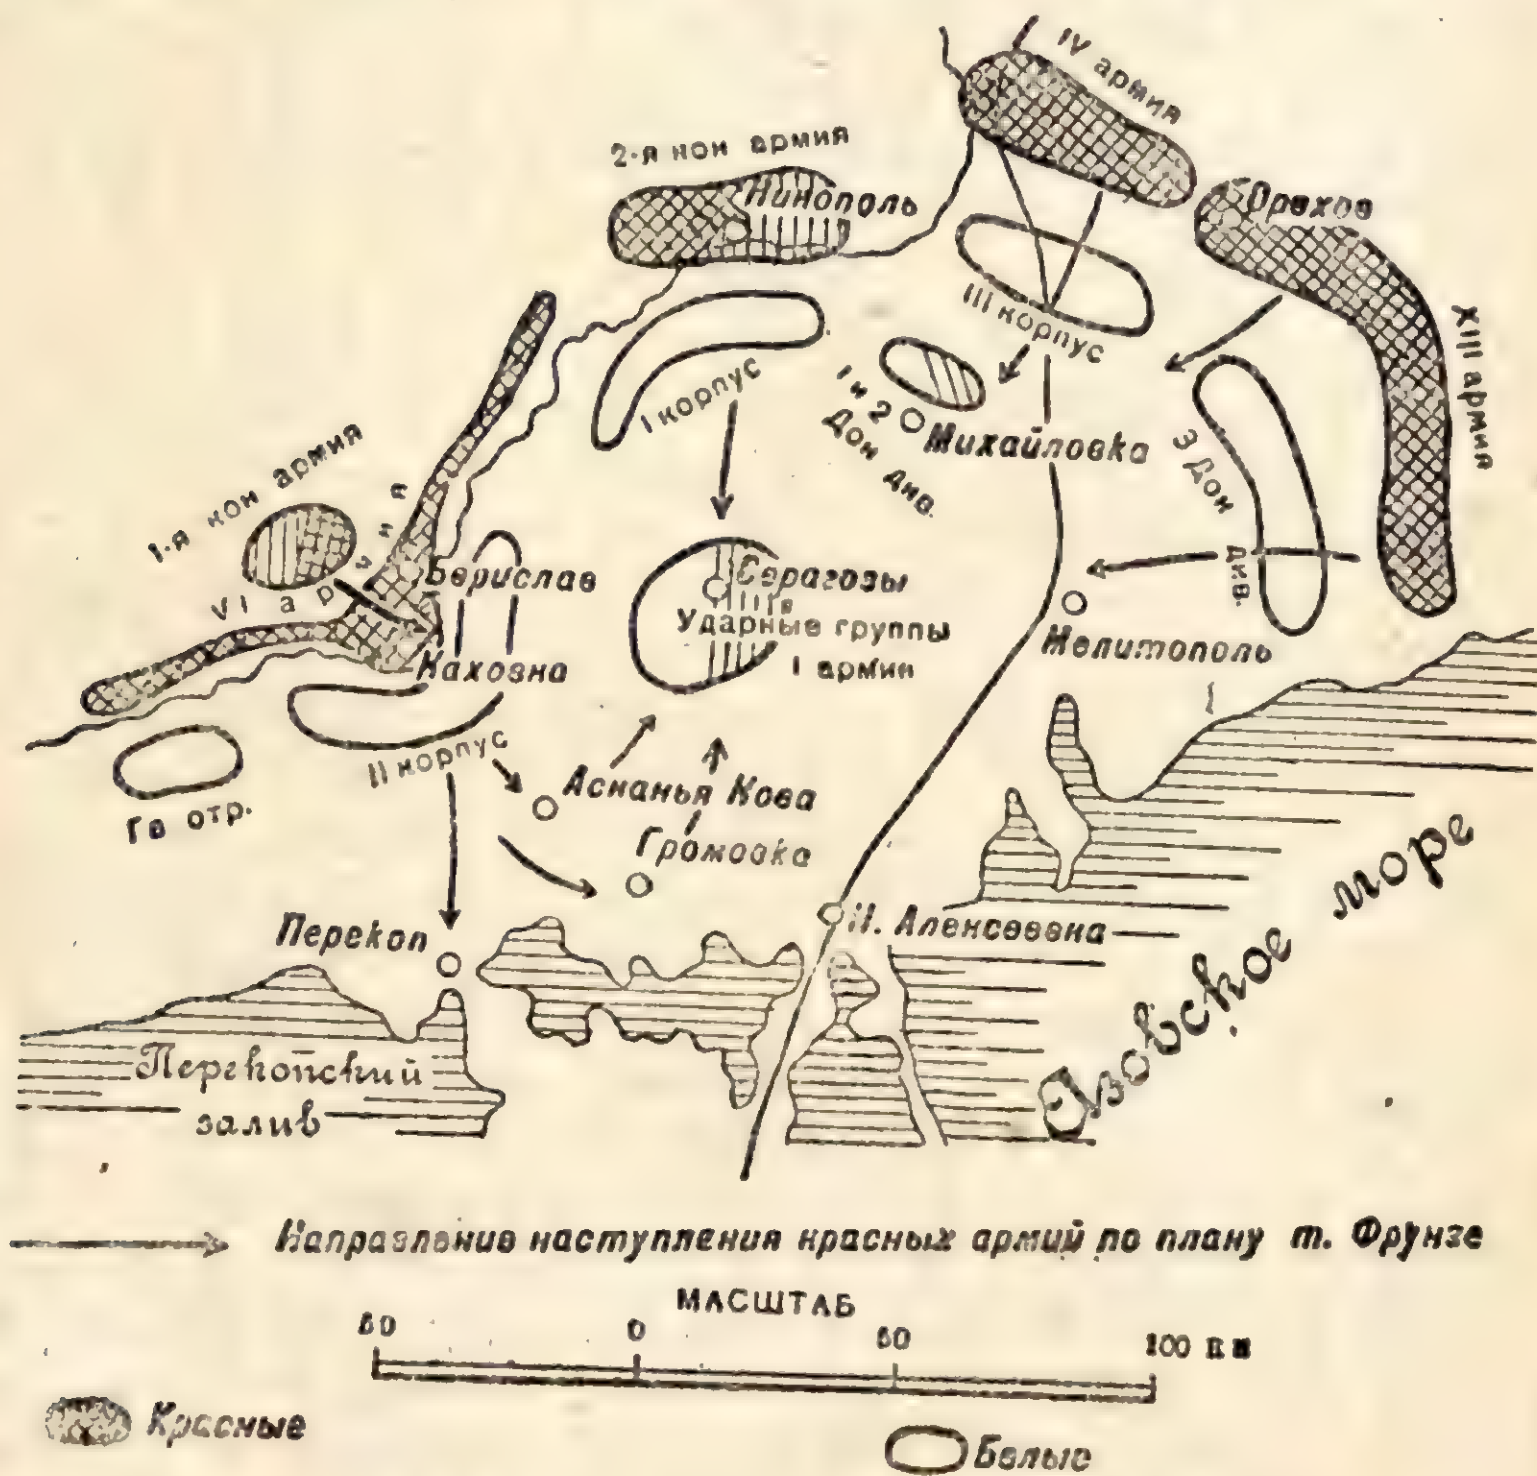 IV армия
2-я кон армия
Никополь
Орехов
III корпус
XIII армия
I корпус
1 и 2
Дон див.
Михайловка
3 Дон
див.
1-я кон армия
VI армия
Берислав
Каховка
Серагозы
Ударные группы
I армии
Мелитополь
II корпус
Гв отр.
Асканья Нова
Громовка
Перекоп
Н. Алексеевка
Перекопский
залив
Азовское море
Направление наступления красных армий по плану т. Фрунзе
МАСШТАБ
50 0 50 100 км
Красные
Белые